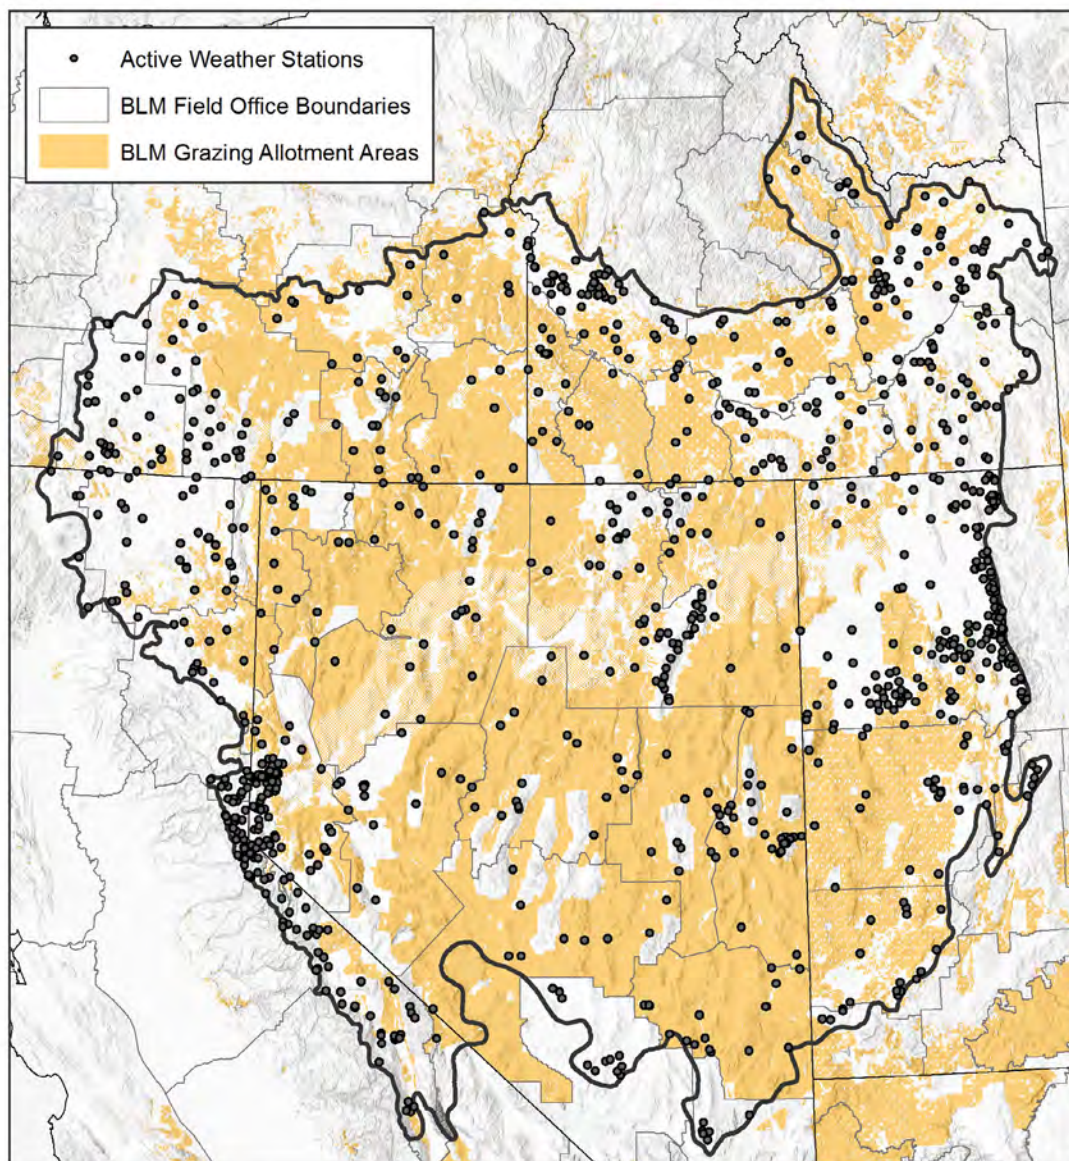 Active Weather Stations
BLM Field Office Boundaries
BLM Grazing Allotment Areas